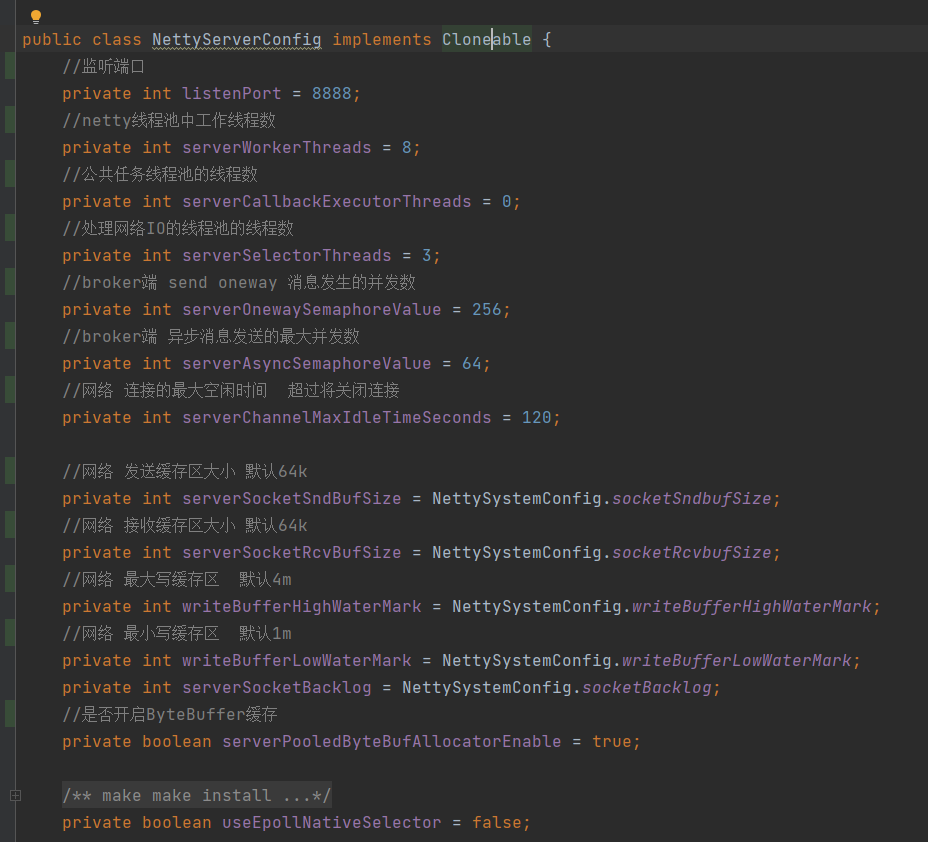 public class NettyServerConfig implements Cloneable {
//监听端口
private int listenPort = 8888;
//netty线程池中工作线程数
private int serverWorkerThreads = 8;
//公共任务线程池的线程数
private int serverCallbackExecutorThreads = 0;
//处理网络IO的线程池的线程数
private int serverSelectorThreads = 3;
//broker端 send oneway 消息发生的并发数
private int serverOnewaySemaphoreValue = 256;
//broker端 异步消息发送的最大并发数
private int serverAsyncSemaphoreValue = 64;
//网络 连接的最大空闲时间  超过将关闭连接
private int serverChannelMaxIdleTimeSeconds = 120;
//网络 发送缓存区大小 默认64k
private int serverSocketSndBufSize = NettySystemConfig.socketSndbufSize;
//网络 接收缓存区大小 默认64k
private int serverSocketRcvBufSize = NettySystemConfig.socketRcvbufSize;
//网络 最大写缓存区  默认4m
private int writeBufferHighWaterMark = NettySystemConfig.writeBufferHighWaterMark;
//网络 最小写缓存区  默认1m
private int writeBufferLowWaterMark = NettySystemConfig.writeBufferLowWaterMark;
private int serverSocketBacklog = NettySystemConfig.socketBacklog;
//是否开启ByteBuffer缓存
private boolean serverPooledByteBufAllocatorEnable = true;
/** make make install ...*/
private boolean useEpollNativeSelector = false;